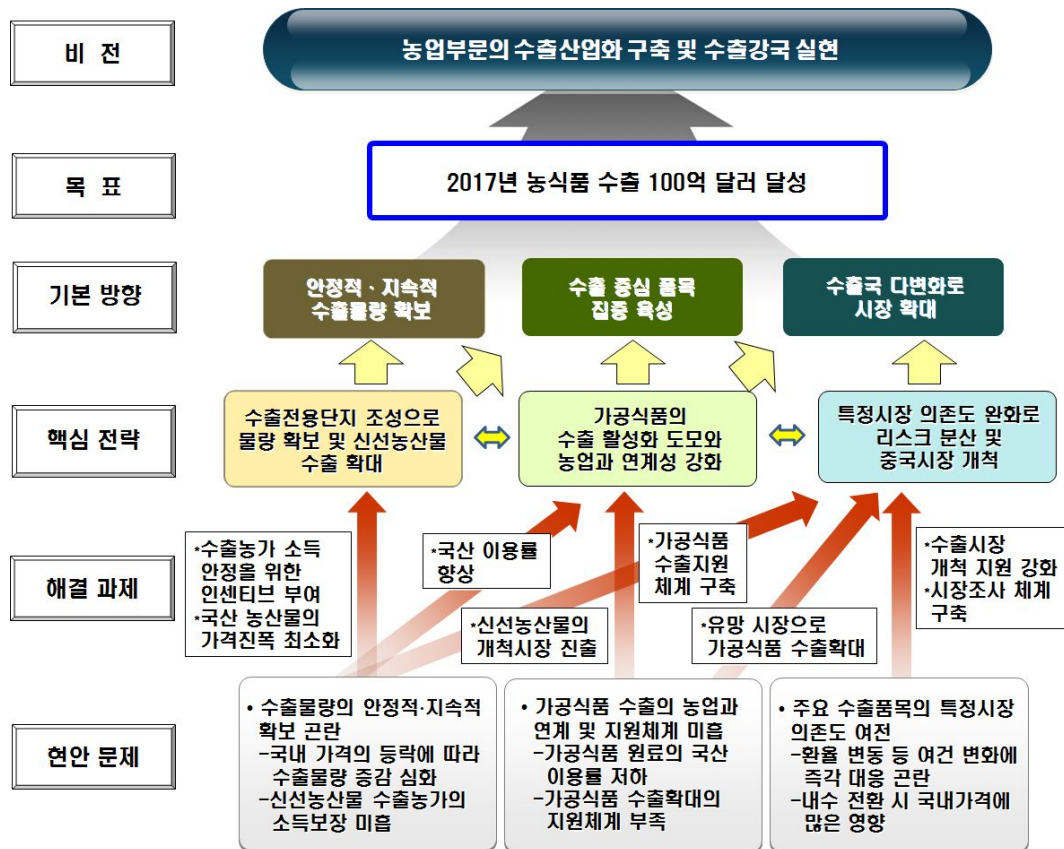 비 전
농업부문의 수출산업화 구축 및 수출강국 실현
목 표
2017년 농식품 수출 100억 달러 달성
기본 방향
안정적·지속적
수출물량 확보
수출 중심 품목
집중 육성
수출국 다변화로
시장 확대
핵심 전략
수출전용단지 조성으로
물량 확보 및 신선농산물
수출 확대
가공식품의
수출 활성화 도모와
농업과 연계성 강화
특정시장 의존도 완화로
리스크 분산 및
중국시장 개척
해결 과제
*수출농가 소득
안정을 위한
인센티브 부여
*국산 농산물의
가격진폭 최소화
*국산 이용률
향상
*신선농산물의
개척시장 진출
*가공식품
수출지원
체계 구축
*유망 시장으로
가공식품 수출확대
*수출시장
개척 지원 강화
*시장조사 체계
구축
현안 문제
• 수출물량의 안정적·지속적
확보 곤란
-국내 가격의 등락에 따라
수출물량 증감 심화
-신선농산물 수출농가의
소득보장 미흡
• 가공식품 수출의 농업과
연계 및 지원체계 미흡
-가공식품 원료의 국산
이용률 저하
-가공식품 수출확대의
지원체계 부족
• 주요 수출품목의 특정시장
의존도 여전
-환율 변동 등 여건 변화에
즉각 대응 곤란
-내수 전환 시 국내가격에
많은 영향